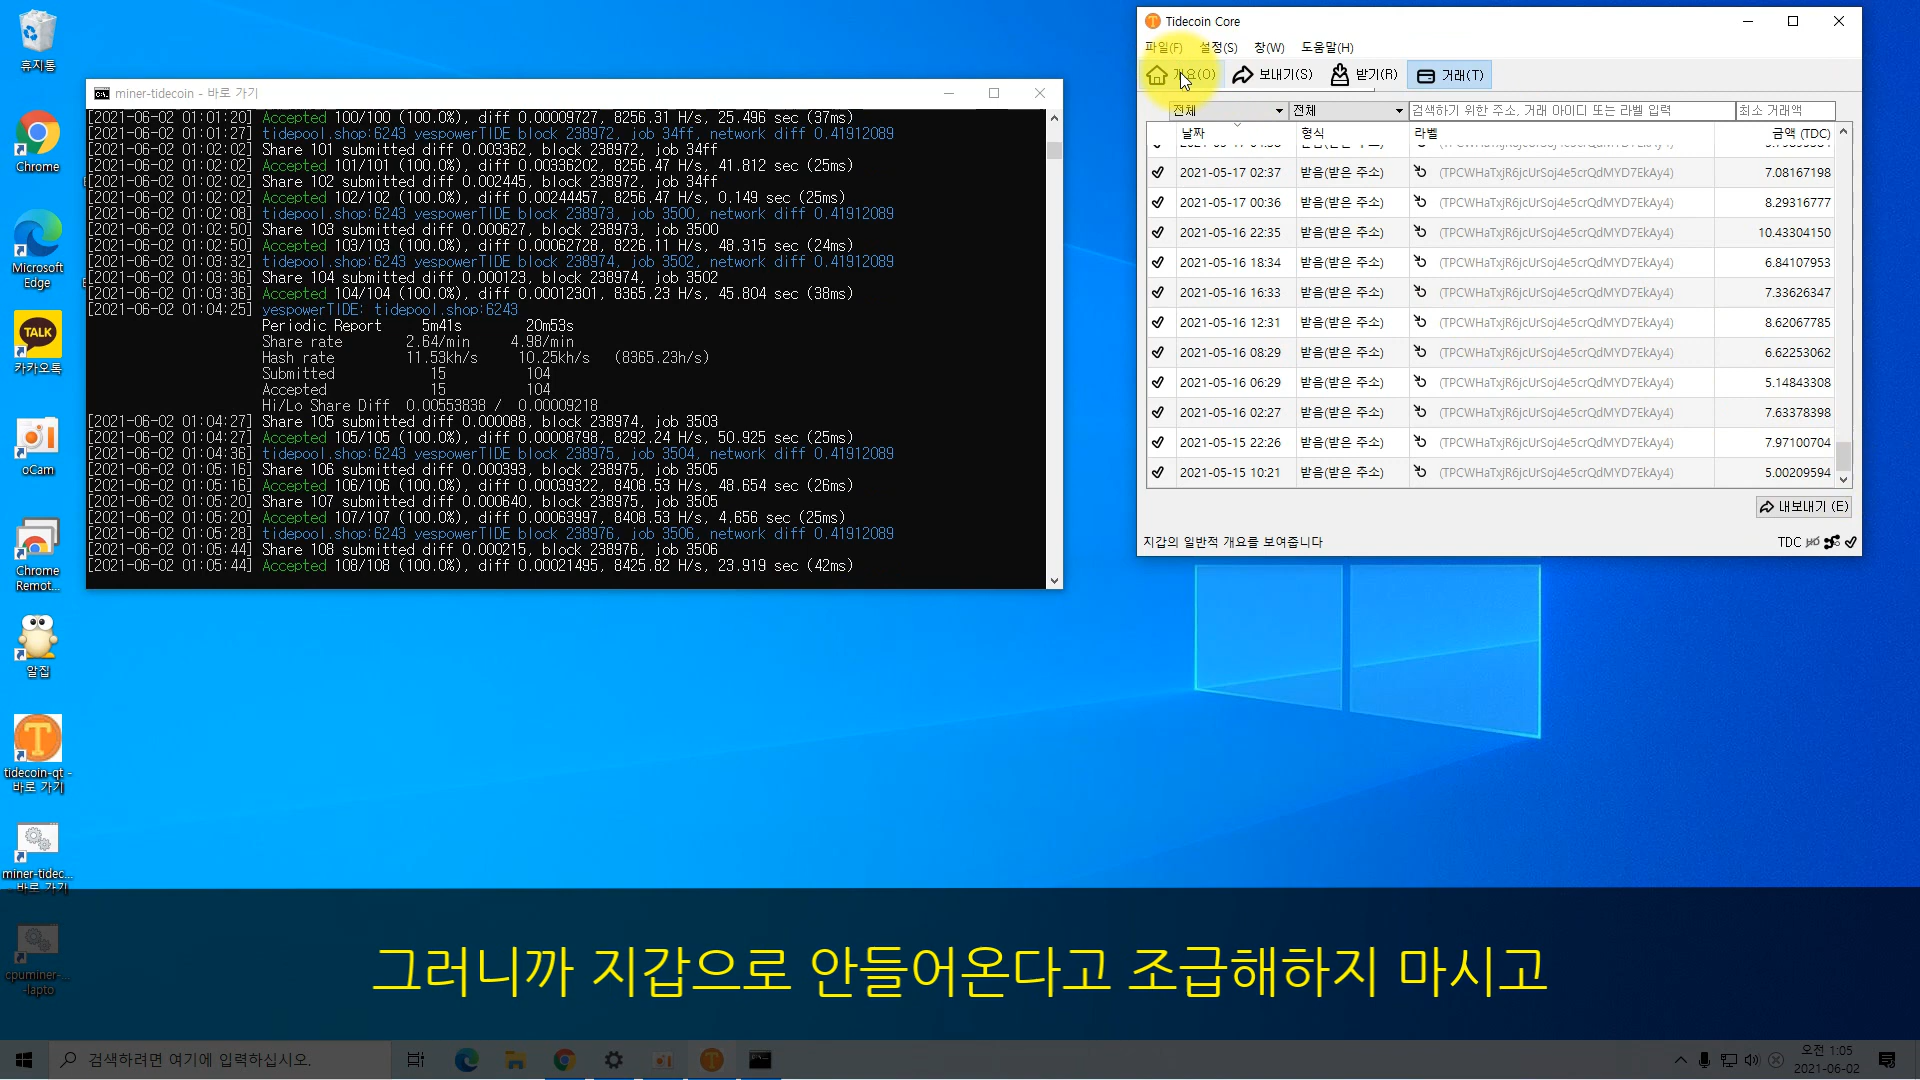 휴지통
Chrome
Microsoft
Edge
TALK
카카오톡
oCam
Chrome
Remot...
알집
tidecoin-qt -
바로 가기
miner-tidec...
- 바로 가기
cpuminer-...
-lapto
miner-tidecoin - 바로 가기
[2021-06-02 01:01:20] Accepted 100/100 (100.0%), diff 0.00009727, 8256.31 H/s, 25.496 sec (37ms)
[2021-06-02 01:01:27] tidepool.shop:6243 yespowerTIDE block 238972, job 34ff, network diff 0.41912089
[2021-06-02 01:02:02] Share 101 submitted diff 0.003362, block 238972, job 34ff
[2021-06-02 01:02:02] Accepted 101/101 (100.0%), diff 0.00336202, 8256.47 H/s, 41.812 sec (25ms)
[2021-06-02 01:02:02] Share 102 submitted diff 0.002445, block 238972, job 34ff
[2021-06-02 01:02:02] Accepted 102/102 (100.0%), diff 0.00244457, 8256.47 H/s, 0.149 sec (25ms)
[2021-06-02 01:02:08] tidepool.shop:6243 yespowerTIDE block 238973, job 3500, network diff 0.41912089
[2021-06-02 01:02:50] Share 103 submitted diff 0.000627, block 238973, job 3500
[2021-06-02 01:02:50] Accepted 103/103 (100.0%), diff 0.00062728, 8226.11 H/s, 48.315 sec (24ms)
[2021-06-02 01:03:32] tidepool.shop:6243 yespowerTIDE block 238974, job 3502, network diff 0.41912089
[2021-06-02 01:03:36] Share 104 submitted diff 0.000123, block 238974, job 3502
[2021-06-02 01:03:36] Accepted 104/104 (100.0%), diff 0.00012301, 8365.23 H/s, 45.804 sec (38ms)
[2021-06-02 01:04:25] yespowerTIDE: tidepool.shop:6243
Periodic Report 5m41s 20m53s
Share rate 2.64/min 4.98/min
Hash rate 11.53kh/s 10.25kh/s (8365.23h/s)
Submitted 15 104
Accepted 15 104
Hi/Lo Share Diff 0.00553838 / 0.00009218
[2021-06-02 01:04:27] Share 105 submitted diff 0.000088, block 238974, job 3503
[2021-06-02 01:04:27] Accepted 105/105 (100.0%), diff 0.00008798, 8292.24 H/s, 50.925 sec (25ms)
[2021-06-02 01:04:36] tidepool.shop:6243 yespowerTIDE block 238975, job 3504, network diff 0.41912089
[2021-06-02 01:05:16] Share 106 submitted diff 0.000393, block 238975, job 3505
[2021-06-02 01:05:16] Accepted 106/106 (100.0%), diff 0.00039322, 8408.53 H/s, 48.654 sec (26ms)
[2021-06-02 01:05:20] Share 107 submitted diff 0.000640, block 238975, job 3505
[2021-06-02 01:05:20] Accepted 107/107 (100.0%), diff 0.00063997, 8408.53 H/s, 4.656 sec (25ms)
[2021-06-02 01:05:28] tidepool.shop:6243 yespowerTIDE block 238976, job 3506, network diff 0.41912089
[2021-06-02 01:05:44] Share 108 submitted diff 0.000215, block 238976, job 3506
[2021-06-02 01:05:44] Accepted 108/108 (100.0%), diff 0.00021495, 8425.82 H/s, 23.919 sec (42ms)
Tidecoin Core
파일(F) 설정(S) 창(W) 도움말(H)
개요(O) 보내기(S) 받기(R) 거래(T)
전체 전체 검색하기 위한 주소, 거래 아이디 또는 라벨 입력 최소 거래액
날짜 형식 라벨 금액 (TDC)
2021-05-17 02:37 받음(받은 주소) (TPCWHaTxjR6jcUrSoj4e5crQdMYD7EkAy4) 7.08167198
2021-05-17 00:36 받음(받은 주소) (TPCWHaTxjR6jcUrSoj4e5crQdMYD7EkAy4) 8.29316777
2021-05-16 22:35 받음(받은 주소) (TPCWHaTxjR6jcUrSoj4e5crQdMYD7EkAy4) 10.43304150
2021-05-16 18:34 받음(받은 주소) (TPCWHaTxjR6jcUrSoj4e5crQdMYD7EkAy4) 6.84107953
2021-05-16 16:33 받음(받은 주소) (TPCWHaTxjR6jcUrSoj4e5crQdMYD7EkAy4) 7.33626347
2021-05-16 12:31 받음(받은 주소) (TPCWHaTxjR6jcUrSoj4e5crQdMYD7EkAy4) 8.62067785
2021-05-16 08:29 받음(받은 주소) (TPCWHaTxjR6jcUrSoj4e5crQdMYD7EkAy4) 6.62253062
2021-05-16 06:29 받음(받은 주소) (TPCWHaTxjR6jcUrSoj4e5crQdMYD7EkAy4) 5.14843308
2021-05-16 02:27 받음(받은 주소) (TPCWHaTxjR6jcUrSoj4e5crQdMYD7EkAy4) 7.63378398
2021-05-15 22:26 받음(받은 주소) (TPCWHaTxjR6jcUrSoj4e5crQdMYD7EkAy4) 7.97100704
2021-05-15 10:21 받음(받은 주소) (TPCWHaTxjR6jcUrSoj4e5crQdMYD7EkAy4) 5.00209594
내보내기 (E)
지갑의 일반적 개요를 보여줍니다
TDC HD
그러니까 지갑으로 안들어온다고 조급해하지 마시고
검색하려면 여기에 입력하십시오.
오전 1:05
2021-06-02